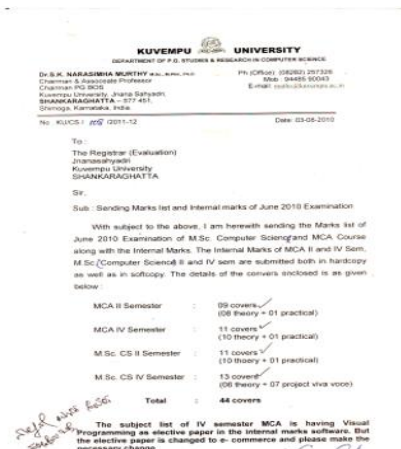 KUVEMPU UNIVERSITY
DEPARTMENT OF P.G. STUDIES & RESEARCH IN COMPUTER SCIENCE
Dr.S.K. NARASIMHA MURTHY
Chairman & Associate Professor
Chairman PG BOS
Kuvempu University, Jnana Sahyadri,
SHANKARAGHATTA – 577 451,
Shimoga, Karnataka, India.
Ph (Office): (08282) 257326
Mob : 94485 90043
E-mail:
No. KU/CS / /2011-12
Date: 03-08-2010
To :
The Registrar (Evaluation)
Jnanasahyadri
Kuvempu University
SHANKARAGHATTA
Sir,
Sub : Sending Marks list and Internal marks of June 2010 Examination
With subject to the above, I am herewith sending the Marks list of
June 2010 Examination of M.Sc. Computer Science and MCA Course
along with the Internal Marks. The Internal Marks of MCA II and IV Sem,
M.Sc. Computer Science II and IV sem are submitted both in hardcopy
as well as in softcopy. The details of the convers enclosed is as given
below :
MCA II Semester : 09 covers
(08 theory + 01 practical)
MCA IV Semester : 11 covers
(10 theory + 01 practical)
M.Sc. CS II Semester : 11 covers
(10 theory + 01 practical)
M.Sc. CS IV Semester : 13 covers
(06 theory + 07 project viva voce)
Total : 44 covers
The subject list of IV semester MCA is having Visual
Programming as elective paper in the internal marks software. But
the elective paper is changed to e- commerce and please make the
necessary change.